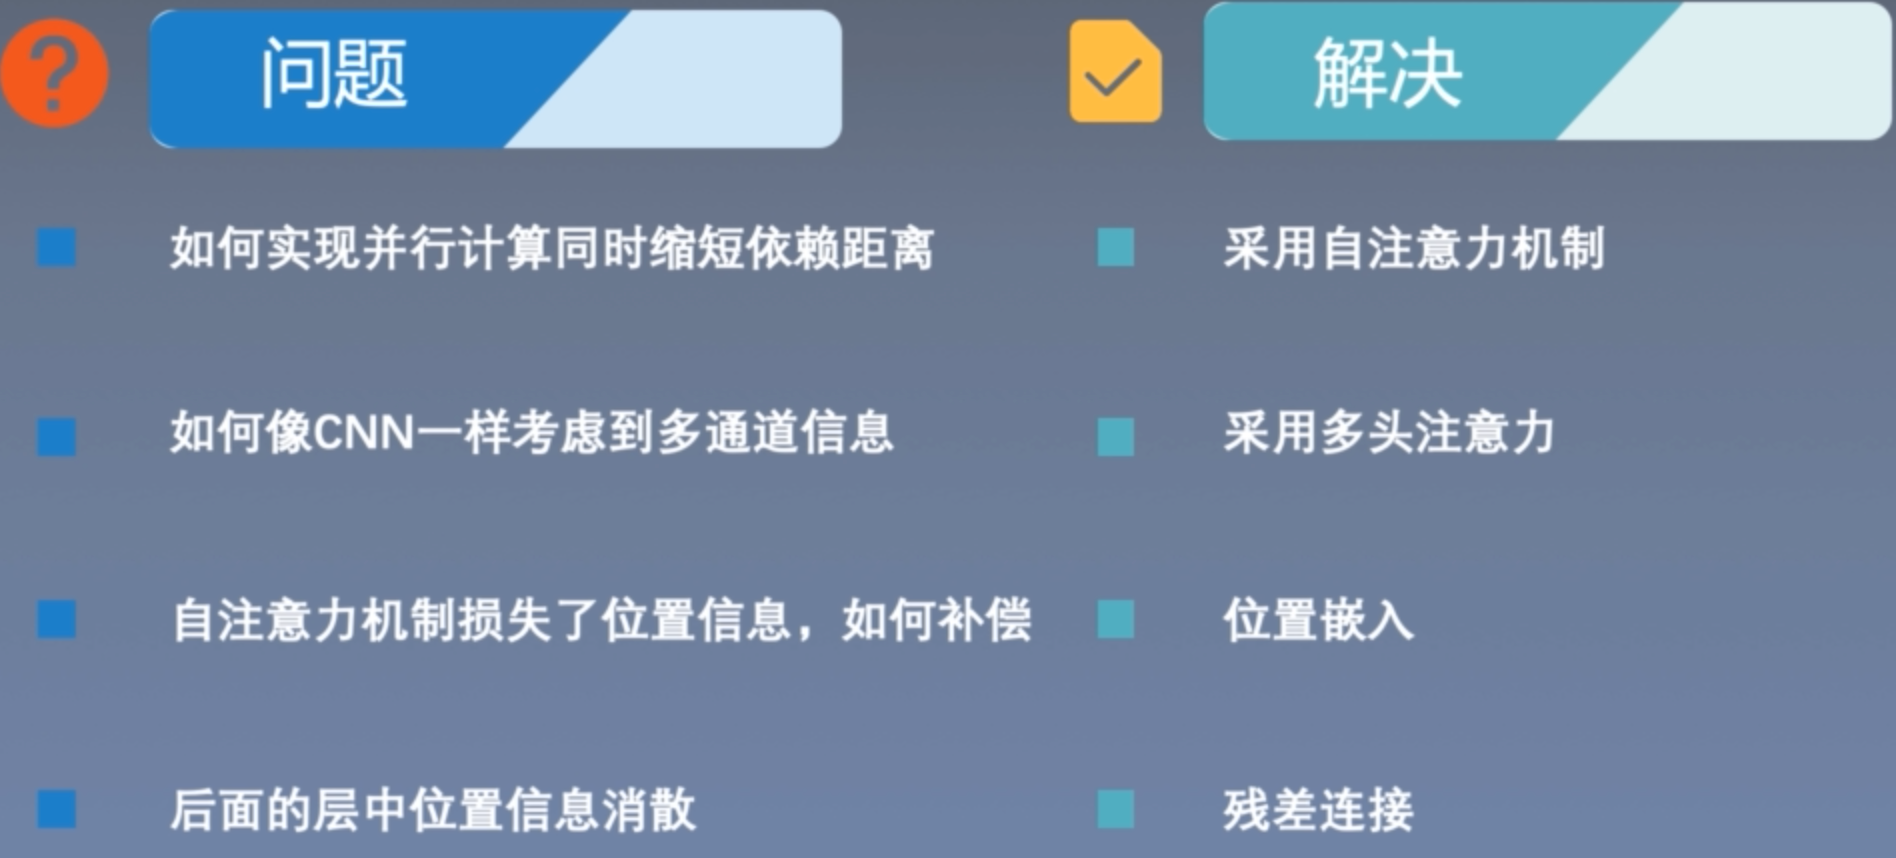 问题
解决
如何实现并行计算同时缩短依赖距离
采用自注意力机制
如何像CNN一样考虑到多通道信息
采用多头注意力
自注意力机制损失了位置信息，如何补偿
位置嵌入
后面的层中位置信息消散
残差连接